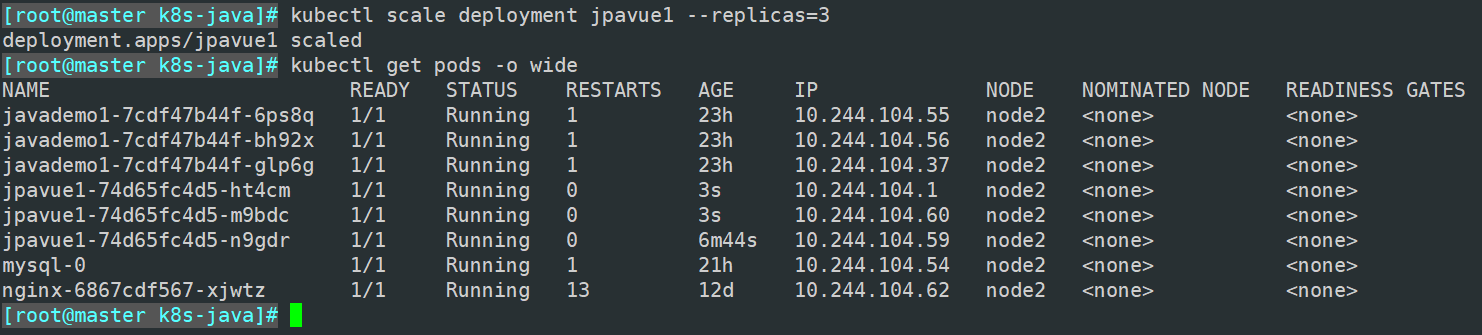 [root@master k8s-java]# kubectl scale deployment jpavue1 --replicas=3
deployment.apps/jpavue1 scaled
[root@master k8s-java]# kubectl get pods -o wide
NAME                         READY   STATUS    RESTARTS   AGE     IP              NODE    NOMINATED NODE   READINESS GATES
javademo1-7cdf47b44f-6ps8q   1/1     Running   1          23h     10.244.104.55   node2   <none>           <none>
javademo1-7cdf47b44f-bh92x   1/1     Running   1          23h     10.244.104.56   node2   <none>           <none>
javademo1-7cdf47b44f-glp6g   1/1     Running   1          23h     10.244.104.37   node2   <none>           <none>
jpavue1-74d65fc4d5-ht4cm     1/1     Running   0          3s      10.244.104.1    node2   <none>           <none>
jpavue1-74d65fc4d5-m9bdc     1/1     Running   0          3s      10.244.104.60   node2   <none>           <none>
jpavue1-74d65fc4d5-n9gdr     1/1     Running   0          6m44s   10.244.104.59   node2   <none>           <none>
mysql-0                      1/1     Running   1          21h     10.244.104.54   node2   <none>           <none>
nginx-6867cdf567-xjwtz       1/1     Running   13         12d     10.244.104.62   node2   <none>           <none>
[root@master k8s-java]#